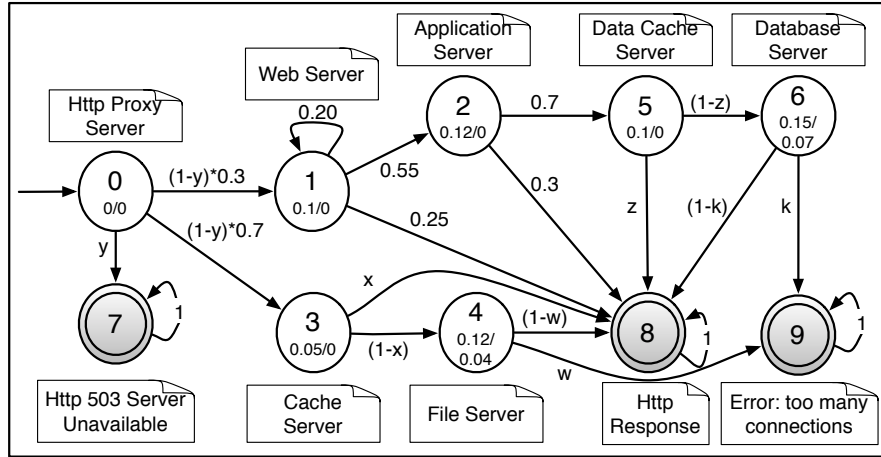 Application
Server
Data Cache
Server
Database
Server
Web Server
Http Proxy
Server
0.20
2
0.12/0
0.7
5
0.1/0
(1-z)
6
0.15/
0.07
0
0/0
(1-y)*0.3
1
0.1/0
0.55
0.3
z
(1-k)
k
y
(1-y)*0.7
0.25
x
7
1
3
0.05/0
(1-x)
4
0.12/
0.04
(1-w)
w
8
1
9
1
Http 503 Server
Unavailable
Cache
Server
File Server
Http
Response
Error: too many
connections